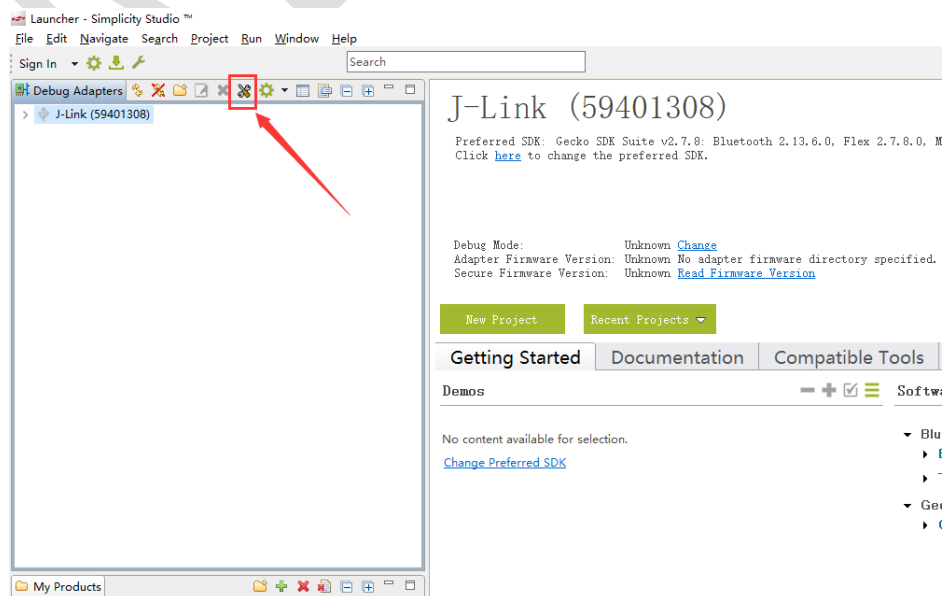 Launcher - Simplicity Studio ™
File Edit Navigate Search Project Run Window Help
Sign In
Search
Debug Adapters
J-Link (59401308)
J-Link (59401308)
Preferred SDK: Gecko SDK Suite v2.7.8: Bluetooth 2.13.6.0, Flex 2.7.8.0, M
Click here to change the preferred SDK.
Debug Mode: Unknown Change
Adapter Firmware Version: Unknown No adapter firmware directory specified.
Secure Firmware Version: Unknown Read Firmware Version
New Project Recent Projects
Getting Started Documentation Compatible Tools
Demos
Softwa
No content available for selection.
Change Preferred SDK
Blu
Gec
My Products